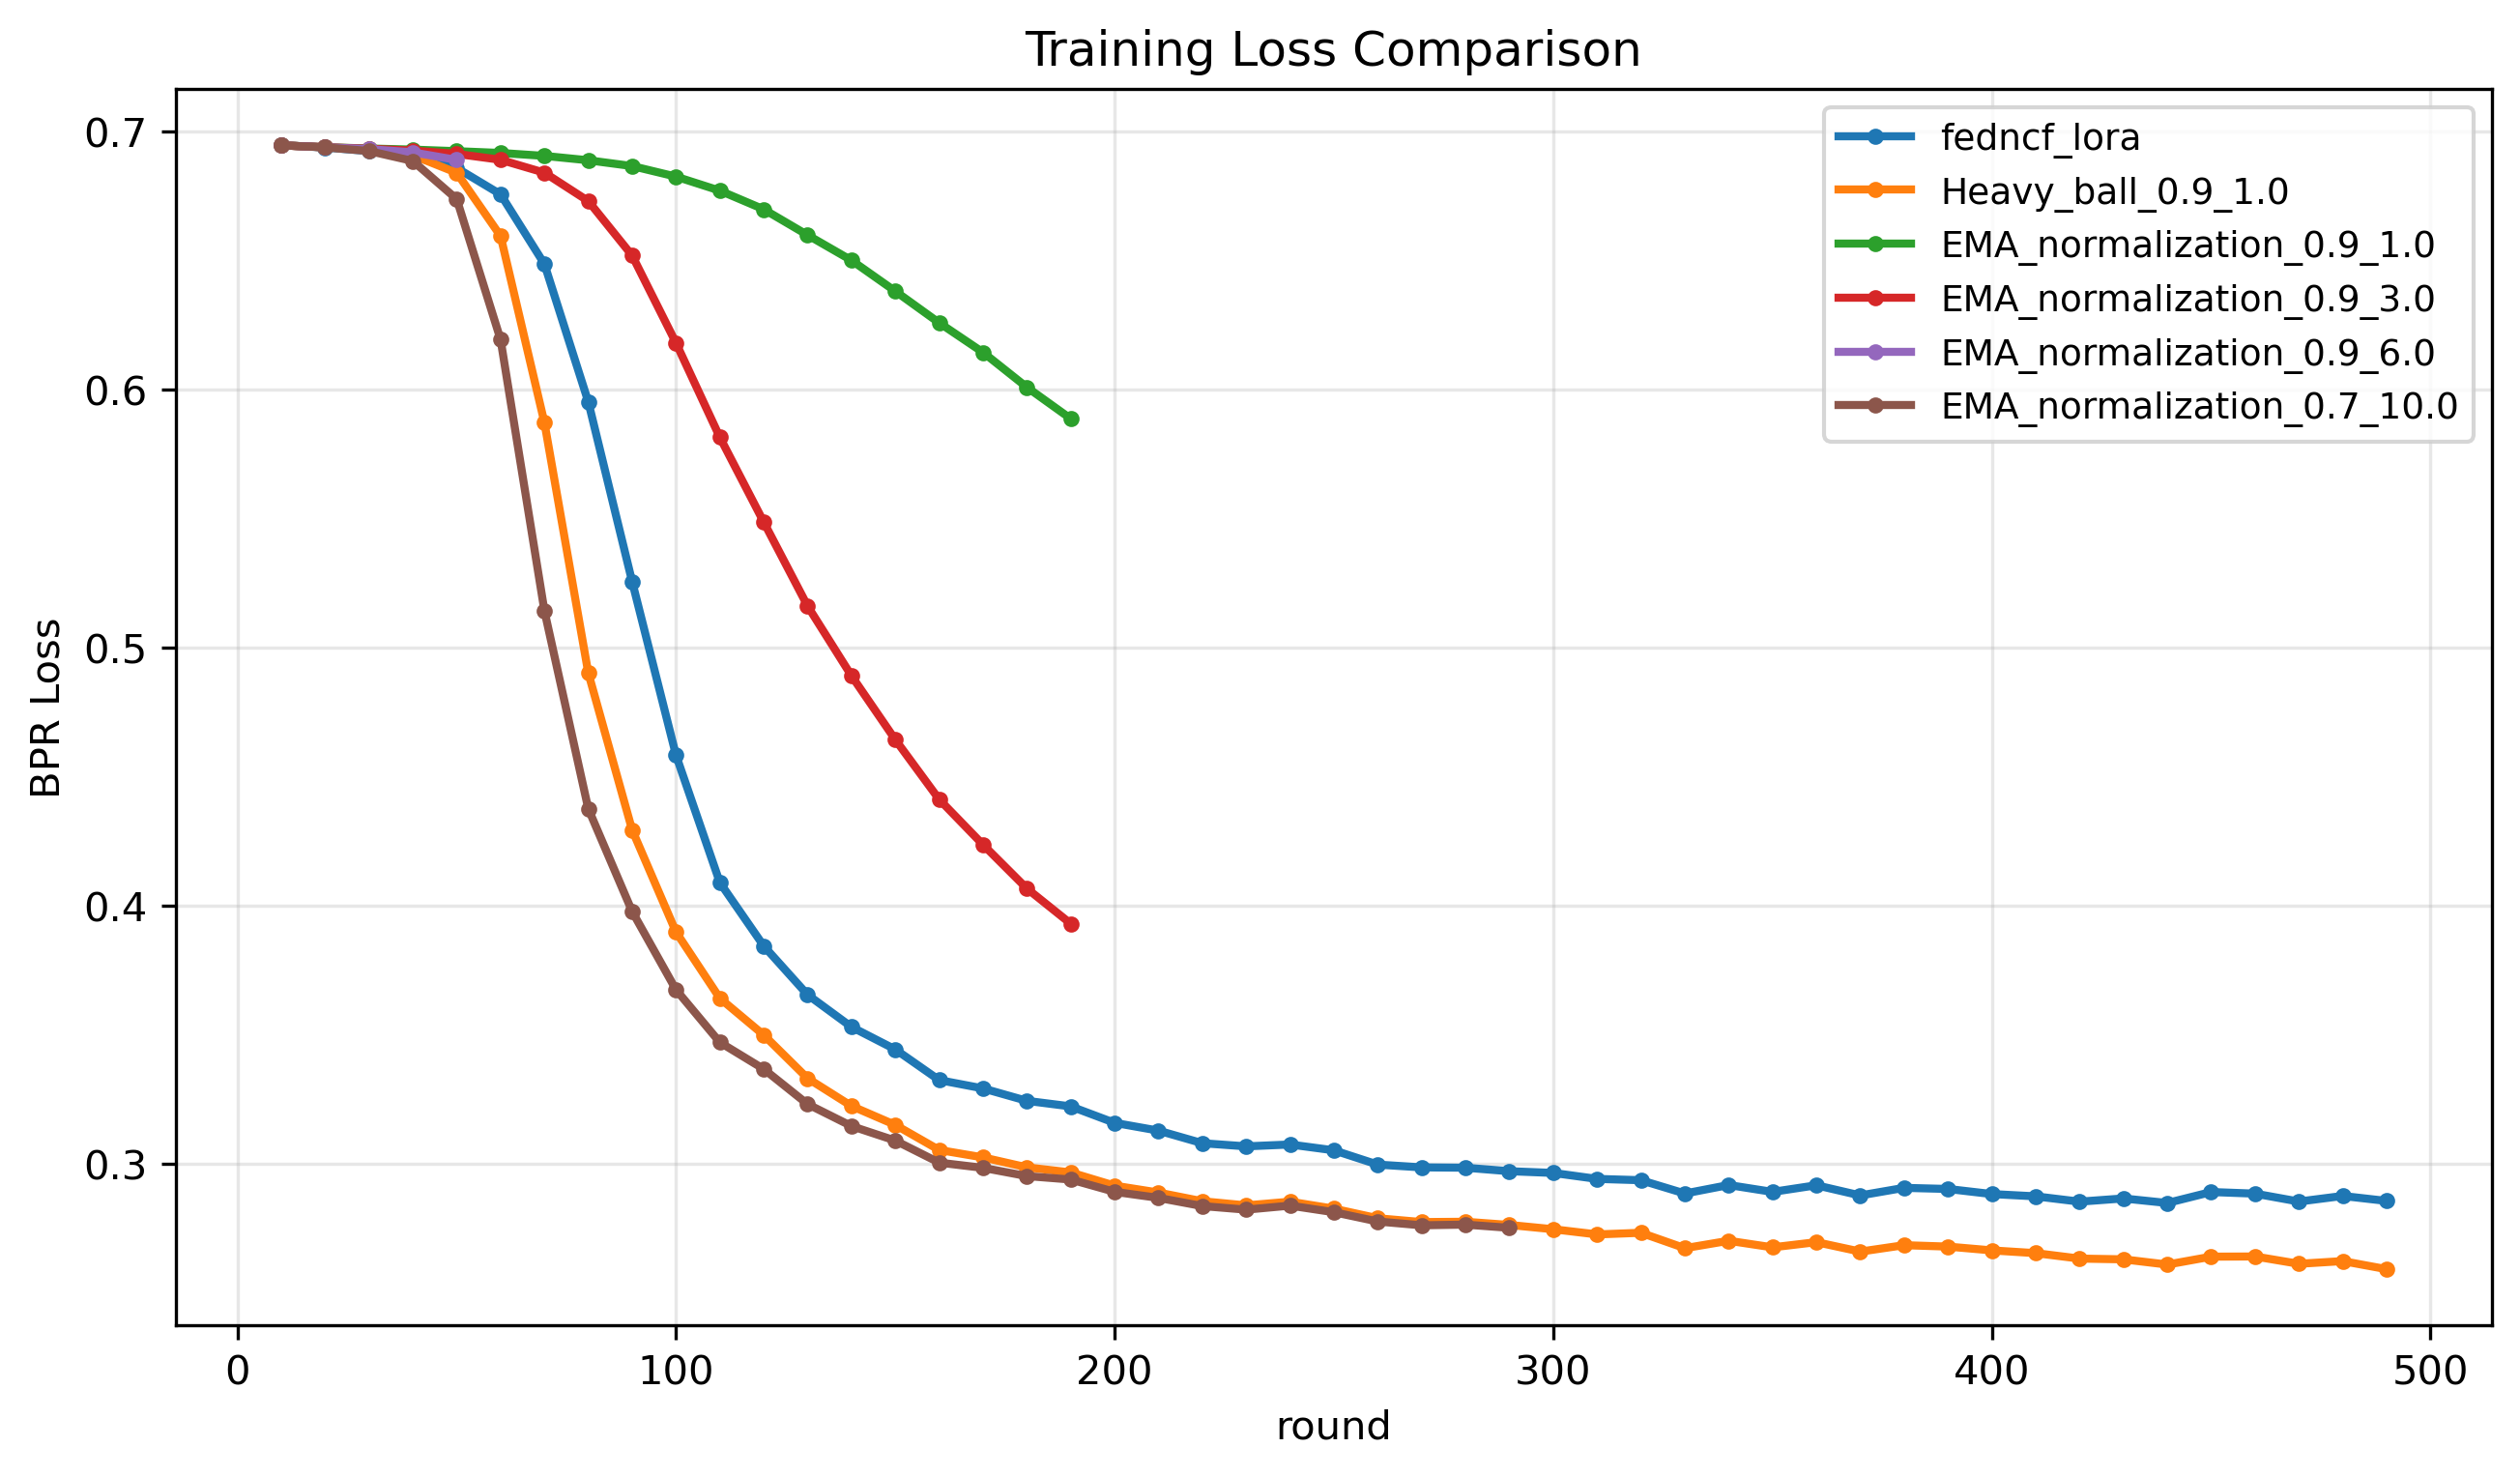 Training Loss Comparison
0.7
0.6
0.5
0.4
0.3
BPR Loss
fedncf_lora
Heavy_ball_0.9_1.0
EMA_normalization_0.9_1.0
EMA_normalization_0.9_3.0
EMA_normalization_0.9_6.0
EMA_normalization_0.7_10.0
0 100 200 300 400 500
round